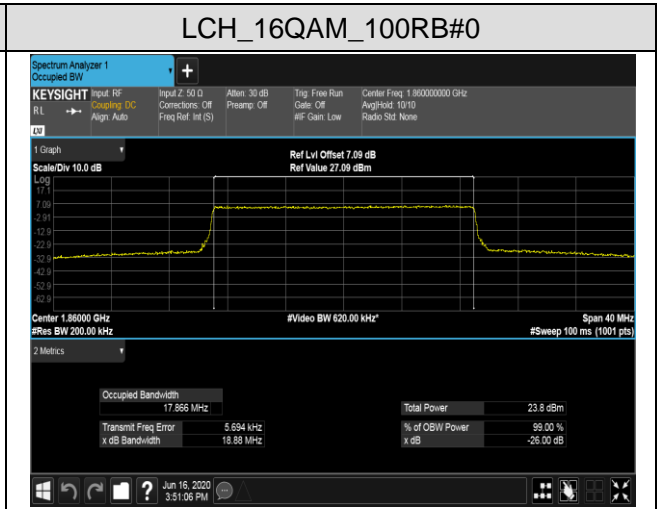 LCH_16QAM_100RB#0
Spectrum Analyzer 1
Occupied BW
+
KEYSIGHT
RL
LXI
Input: RF
Coupling: DC
Align: Auto
Input Z: 50 Ω
Corrections: Off
Freq Ref: Int (S)
Atten: 30 dB
Preamp: Off
Trig: Free Run
Gate: Off
#IF Gain: Low
Center Freq: 1.860000000 GHz
Avg|Hold: 10/10
Radio Std: None
1 Graph
Scale/Div 10.0 dB
Ref Lvl Offset 7.09 dB
Ref Value 27.09 dBm
Log
17.1
7.09
-2.91
-12.9
-22.9
-32.9
-42.9
-52.9
-62.9
Center 1.86000 GHz
#Video BW 620.00 kHz*
Span 40 MHz
#Res BW 200.00 kHz
#Sweep 100 ms (1001 pts)
2 Metrics
Occupied Bandwidth
17.866 MHz
Total Power 23.8 dBm
Transmit Freq Error 5.694 kHz
% of OBW Power 99.00 %
x dB Bandwidth 18.88 MHz
x dB -26.00 dB
?
Jun 16, 2020
3:51:06 PM